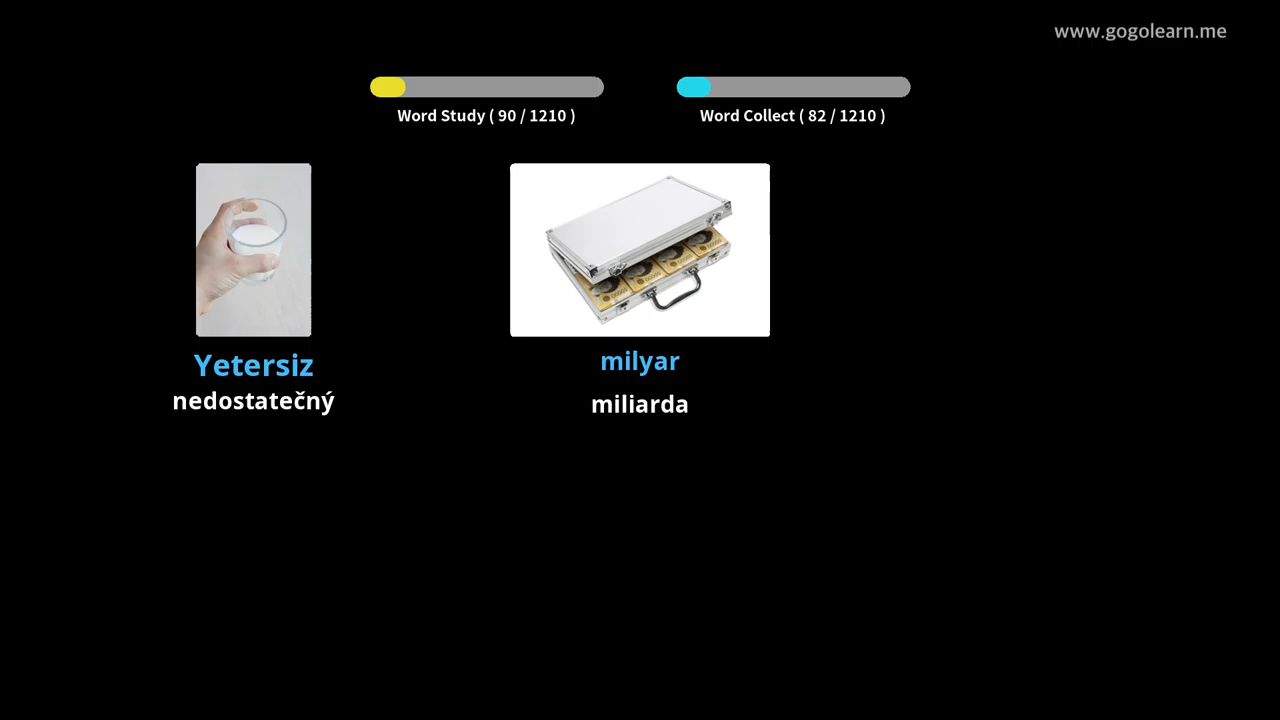 www.gogolearn.me
Word Study ( 90 / 1210 )
Word Collect ( 82 / 1210 )
Yetersiz
nedostatečný
milyar
miliarda